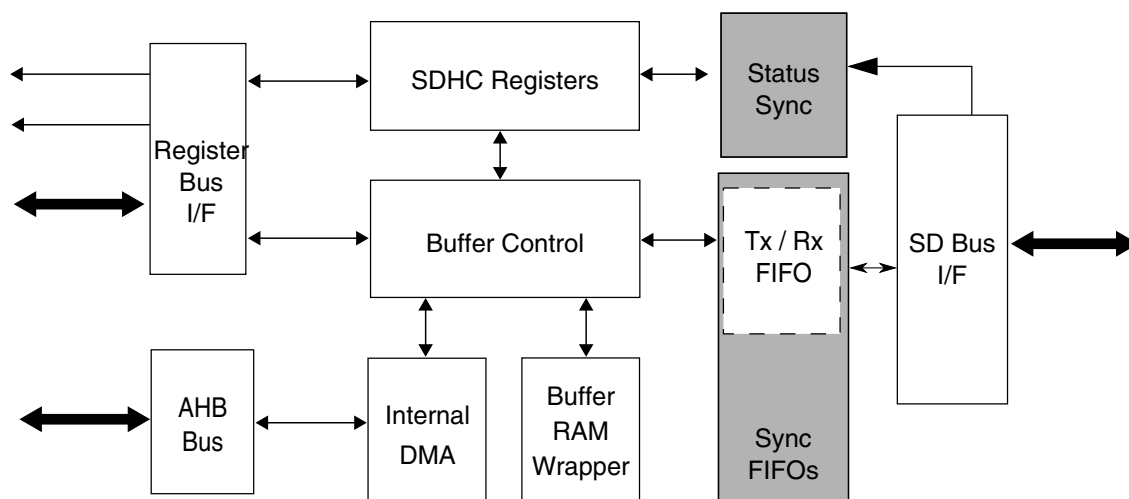 SDHC Registers
Status
Sync
Register
Bus
I/F
Buffer Control
Tx / Rx
FIFO
SD Bus
I/F
AHB
Bus
Internal
DMA
Buffer
RAM
Wrapper
Sync
FIFOs